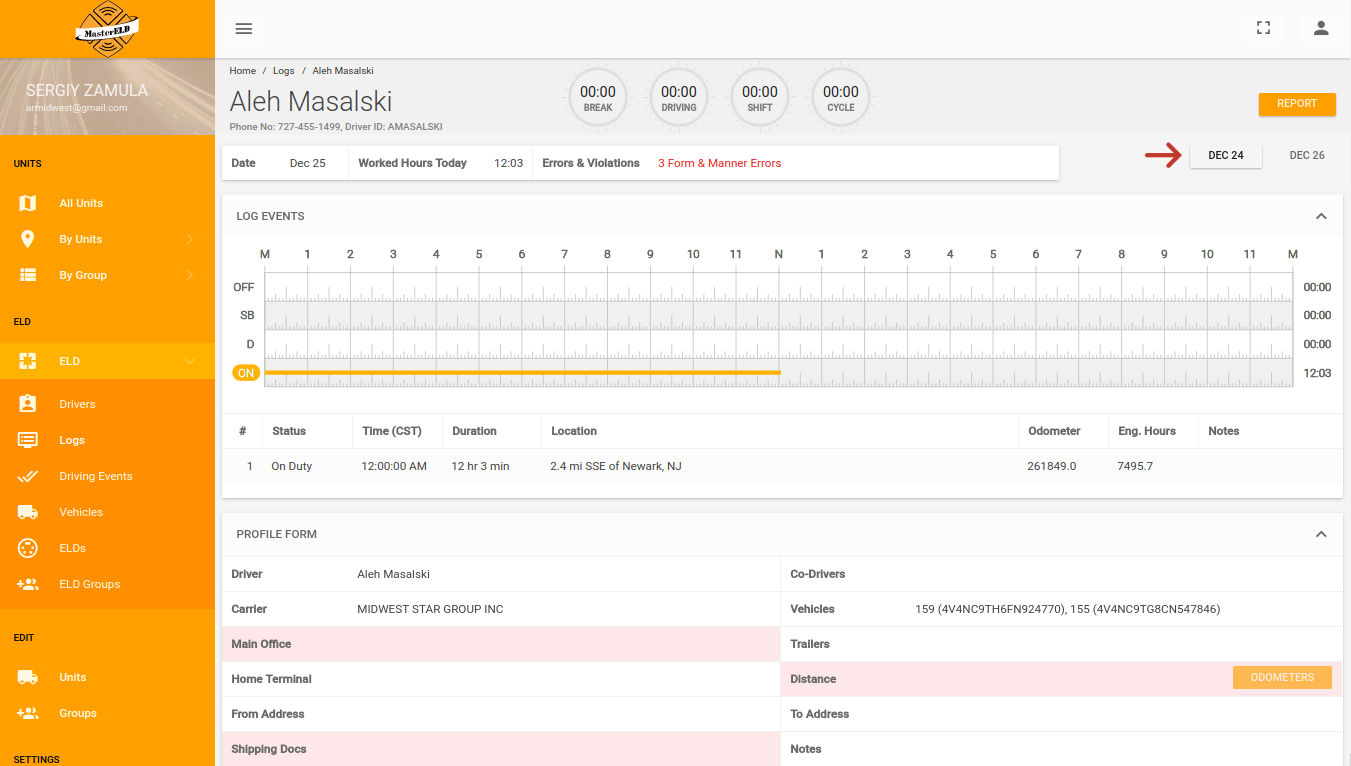 MasterELD
SERGIY ZAMULA
armidwest@gmail.com
UNITS
All Units
By Units
By Group
ELD
ELD
Drivers
Logs
Driving Events
Vehicles
ELDs
ELD Groups
EDIT
Units
Groups
SETTINGS
Home / Logs / Aleh Masalski
Aleh Masalski
Phone No: 727-455-1499, Driver ID: AMASALSKI
00:00 BREAK
00:00 DRIVING
00:00 SHIFT
00:00 CYCLE
REPORT
Date Dec 25 Worked Hours Today 12:03 Errors & Violations 3 Form & Manner Errors
DEC 24 DEC 26
LOG EVENTS
M 1 2 3 4 5 6 7 8 9 10 11 N 1 2 3 4 5 6 7 8 9 10 11 M
OFF 00:00
SB 00:00
D 00:00
ON 12:03
# Status Time (CST) Duration Location Odometer Eng. Hours Notes
1 On Duty 12:00:00 AM 12 hr 3 min 2.4 mi SSE of Newark, NJ 261849.0 7495.7
PROFILE FORM
Driver Aleh Masalski Co-Drivers
Carrier MIDWEST STAR GROUP INC Vehicles 159 (4V4NC9TH6FN924770), 155 (4V4NC9TG8CN547846)
Main Office Trailers
Home Terminal Distance ODOMETERS
From Address To Address
Shipping Docs Notes